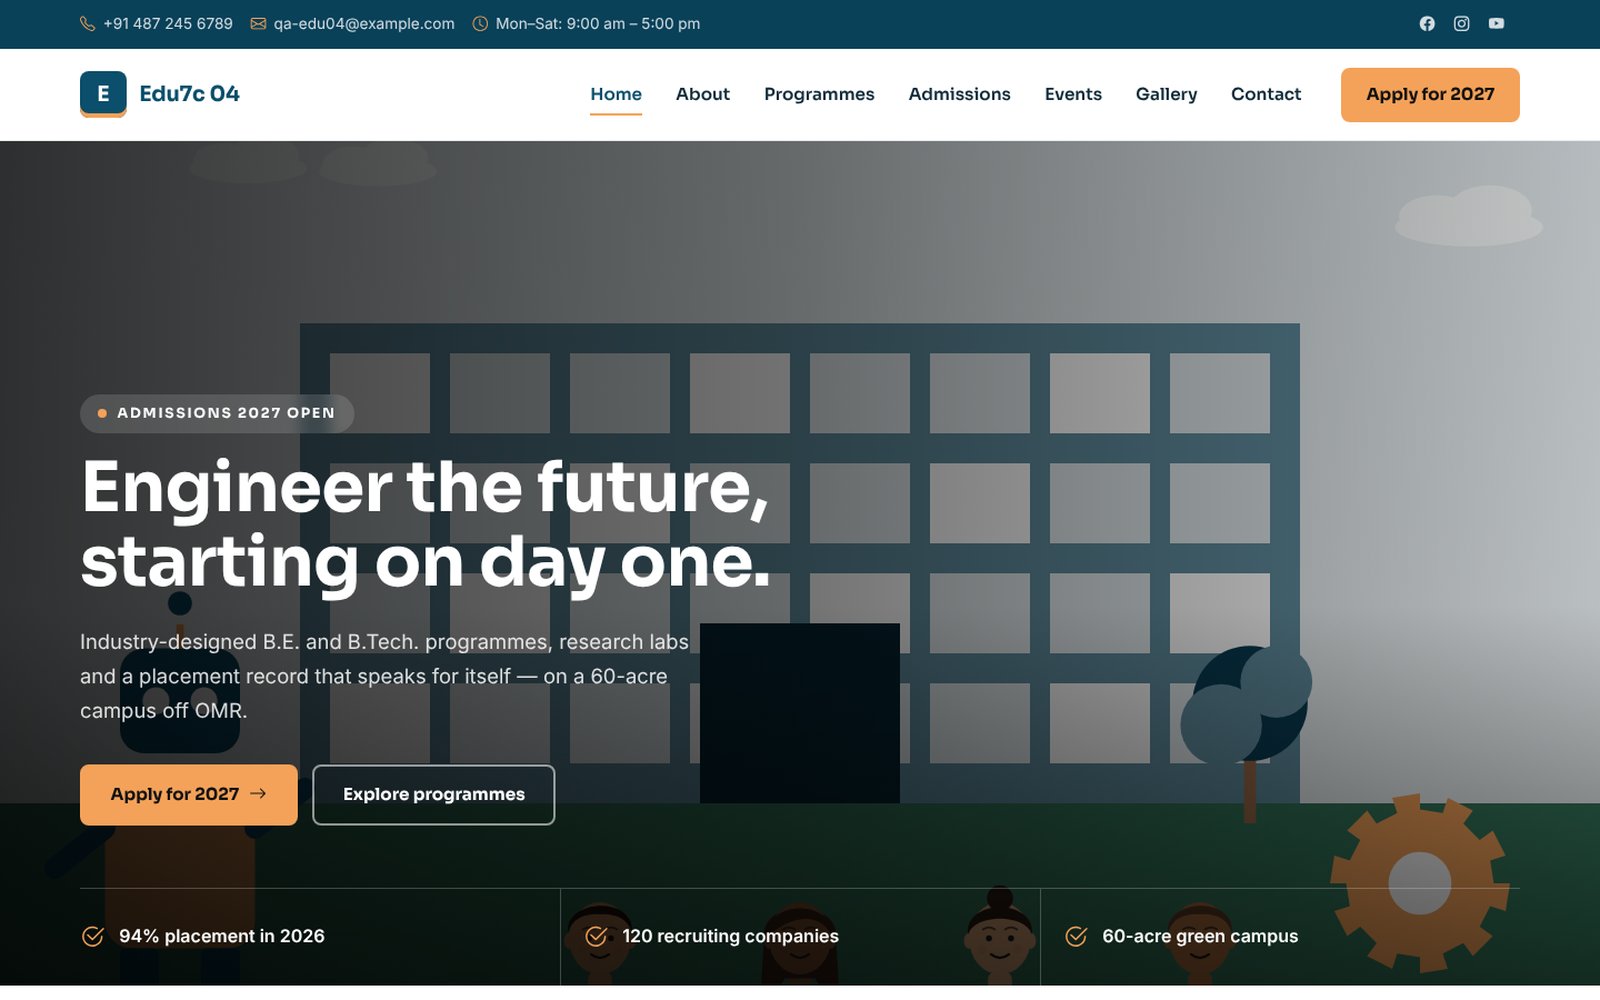 +91 487 245 6789
qa-edu04@example.com
Mon–Sat: 9:00 am – 5:00 pm
E
Edu7c 04
Home
About
Programmes
Admissions
Events
Gallery
Contact
Apply for 2027
ADMISSIONS 2027 OPEN
Engineer the future,
starting on day one.
Industry-designed B.E. and B.Tech. programmes, research labs
and a placement record that speaks for itself — on a 60-acre
campus off OMR.
Apply for 2027 →
Explore programmes
94% placement in 2026
120 recruiting companies
60-acre green campus